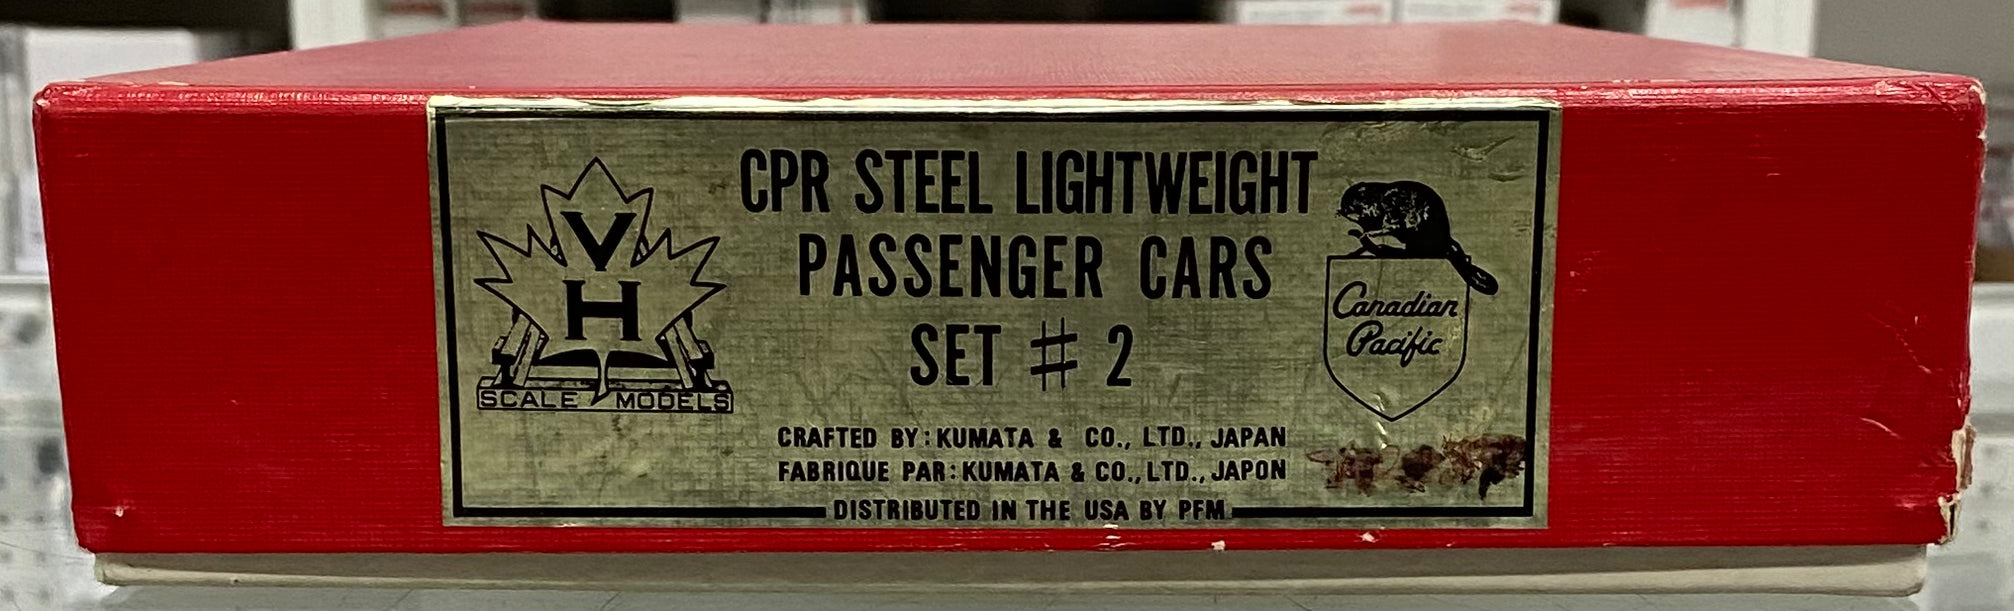 VH
SCALE MODELS
CPR STEEL LIGHTWEIGHT
PASSENGER CARS
SET # 2
Canadian
Pacific
CRAFTED BY: KUMATA & CO., LTD., JAPAN
FABRIQUE PAR: KUMATA & CO., LTD., JAPON
DISTRIBUTED IN THE USA BY PFM